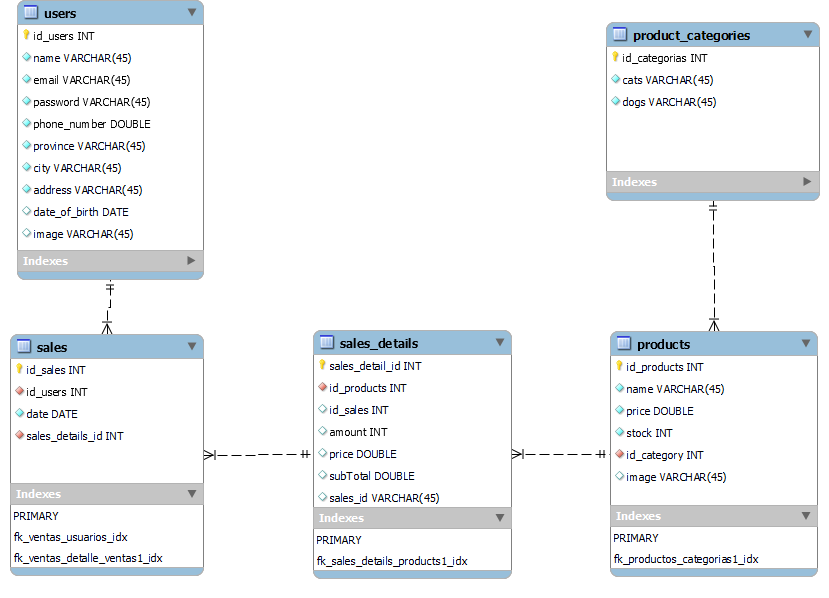 users
id_users INT
name VARCHAR(45)
email VARCHAR(45)
password VARCHAR(45)
phone_number DOUBLE
province VARCHAR(45)
city VARCHAR(45)
address VARCHAR(45)
date_of_birth DATE
image VARCHAR(45)
Indexes
product_categories
id_categorias INT
cats VARCHAR(45)
dogs VARCHAR(45)
Indexes
sales
id_sales INT
id_users INT
date DATE
sales_details_id INT
Indexes
PRIMARY
fk_ventas_usuarios_idx
fk_ventas_detalle_ventas1_idx
sales_details
sales_detail_id INT
id_products INT
id_sales INT
amount INT
price DOUBLE
subTotal DOUBLE
sales_id VARCHAR(45)
Indexes
PRIMARY
fk_sales_details_products1_idx
products
id_products INT
name VARCHAR(45)
price DOUBLE
stock INT
id_category INT
image VARCHAR(45)
Indexes
PRIMARY
fk_productos_categorias1_idx